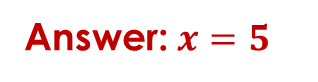 Answer: x = 5